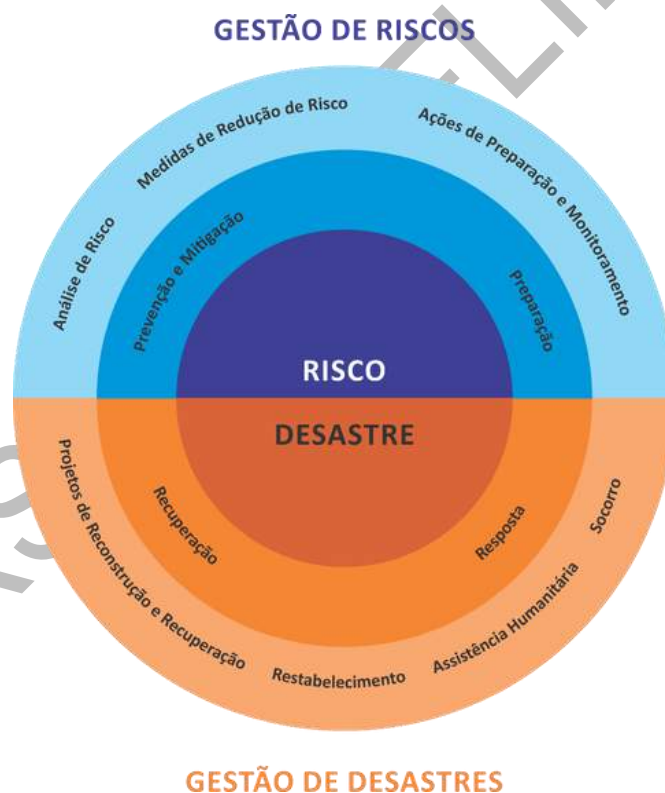 GESTÃO DE RISCOS
Análise de Risco
Medidas de Redução de Risco
Ações de Preparação e Monitoramento
Prevenção e Mitigação
Preparação
RISCO
DESASTRE
Recuperação
Resposta
Projetos de Reconstrução e Recuperação
Restabelecimento
Assistência Humanitária
Socorro
GESTÃO DE DESASTRES